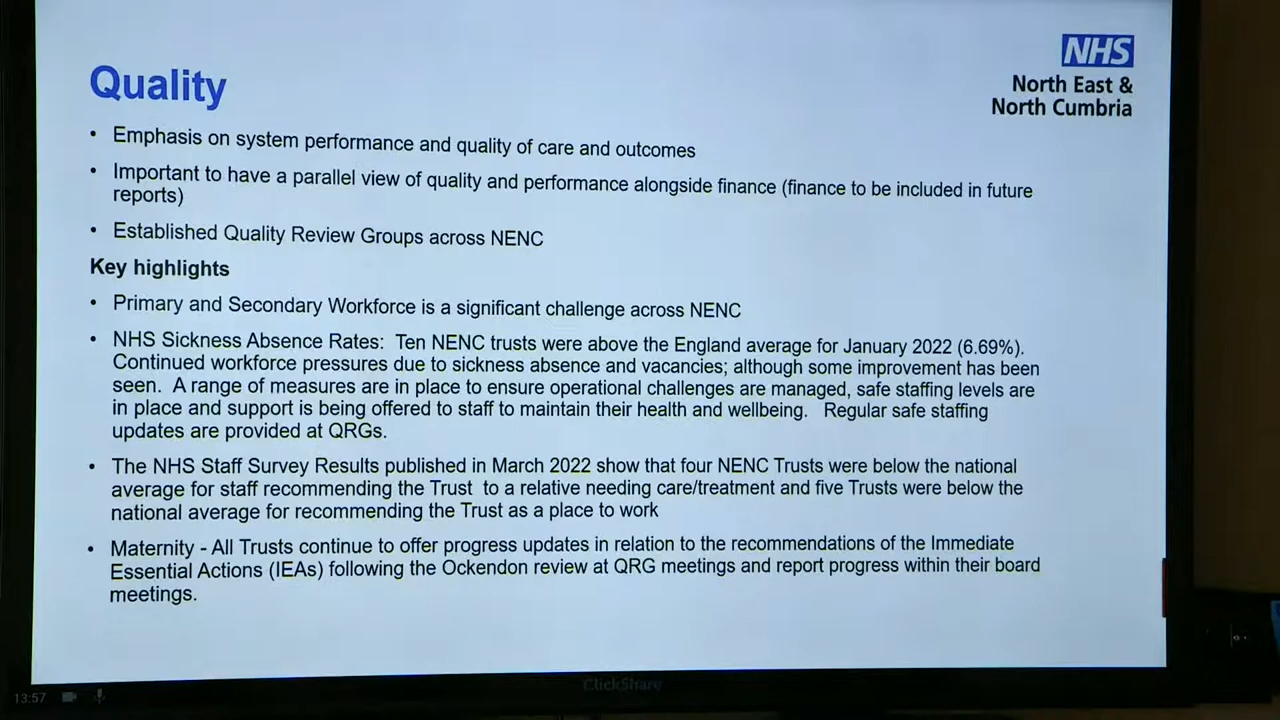 Quality
NHS
North East &
North Cumbria
• Emphasis on system performance and quality of care and outcomes
• Important to have a parallel view of quality and performance alongside finance (finance to be included in future
reports)
• Established Quality Review Groups across NENC
Key highlights
• Primary and Secondary Workforce is a significant challenge across NENC
• NHS Sickness Absence Rates: Ten NENC trusts were above the England average for January 2022 (6.69%).
Continued workforce pressures due to sickness absence and vacancies; although some improvement has been
seen. A range of measures are in place to ensure operational challenges are managed, safe staffing levels are
in place and support is being offered to staff to maintain their health and wellbeing. Regular safe staffing
updates are provided at QRGs.
• The NHS Staff Survey Results published in March 2022 show that four NENC Trusts were below the national
average for staff recommending the Trust to a relative needing care/treatment and five Trusts were below the
national average for recommending the Trust as a place to work
• Maternity - All Trusts continue to offer progress updates in relation to the recommendations of the Immediate
Essential Actions (IEAs) following the Ockendon review at QRG meetings and report progress within their board
meetings.
ClickShare
13:57